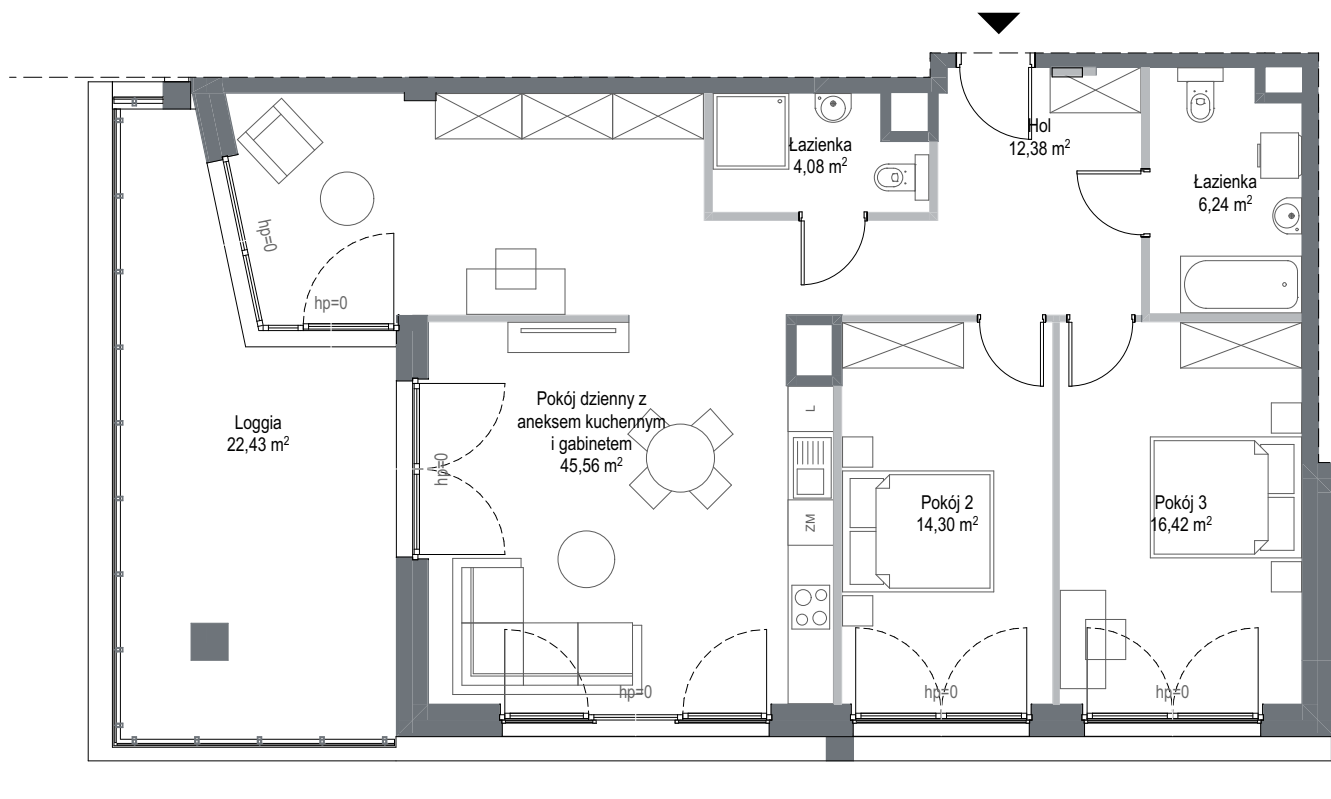 Hol
12,38 m²
Łazienka
4,08 m²
Łazienka
6,24 m²
hp=0
hp=0
Pokój dzienny z
aneksem kuchennym
i gabinetem
45,56 m²
L
Loggia
22,43 m²
hp=0
ZM
Pokój 2
14,30 m²
Pokój 3
16,42 m²
hp=0
hp=0
hp=0